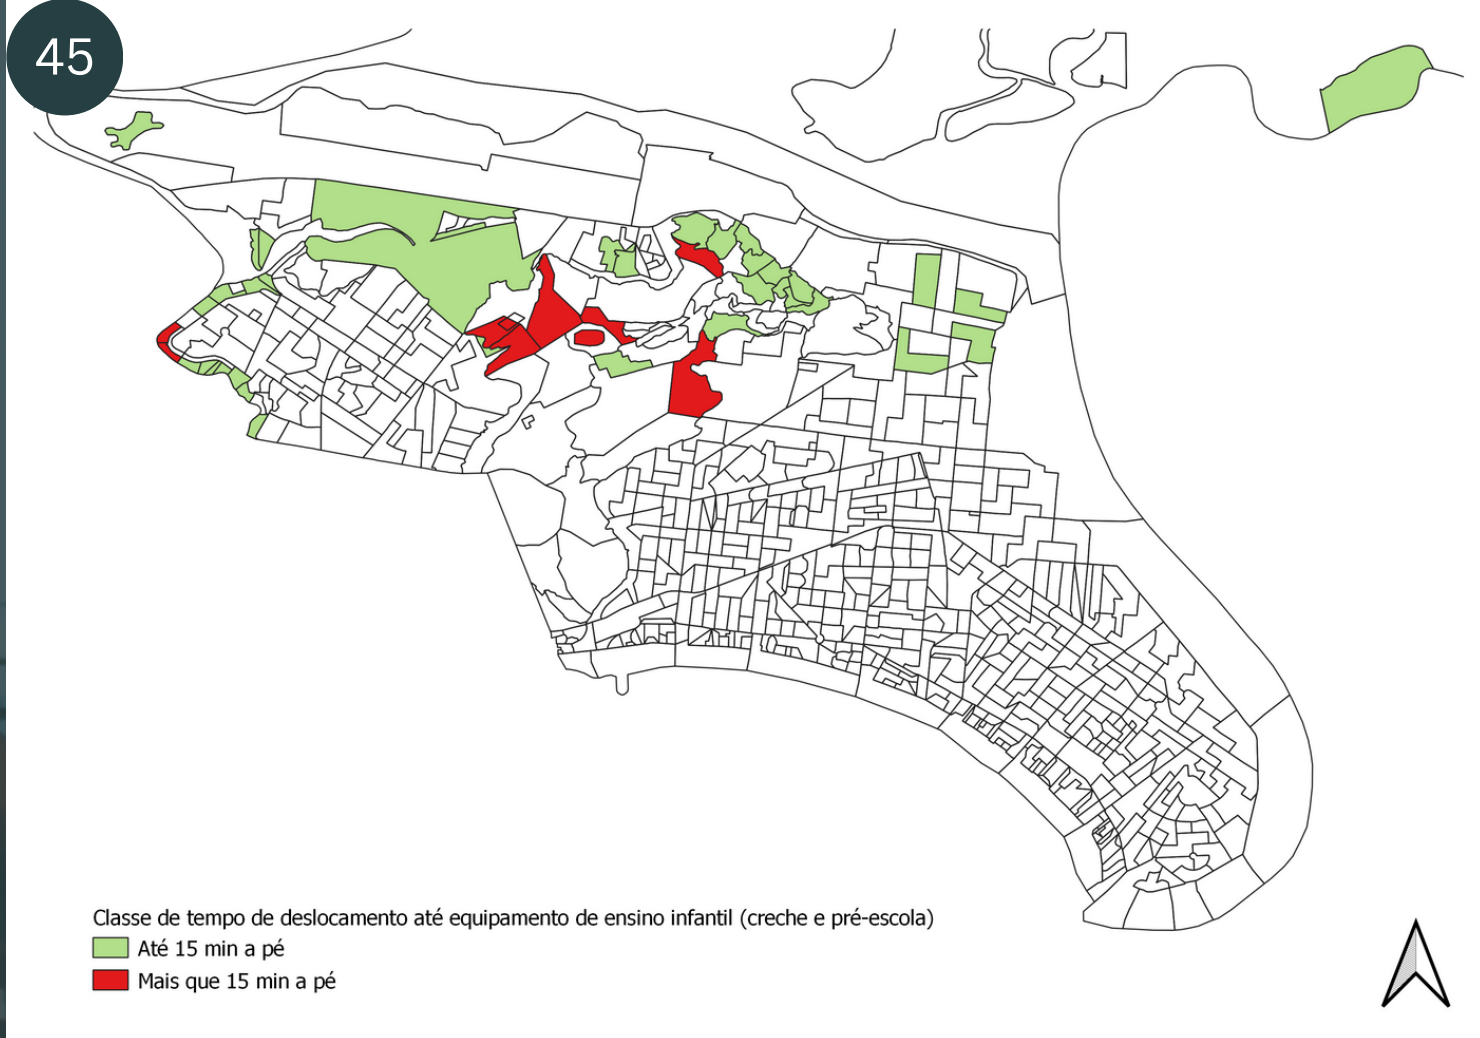 45
Classe de tempo de deslocamento até equipamento de ensino infantil (creche e pré-escola)
Até 15 min a pé
Mais que 15 min a pé